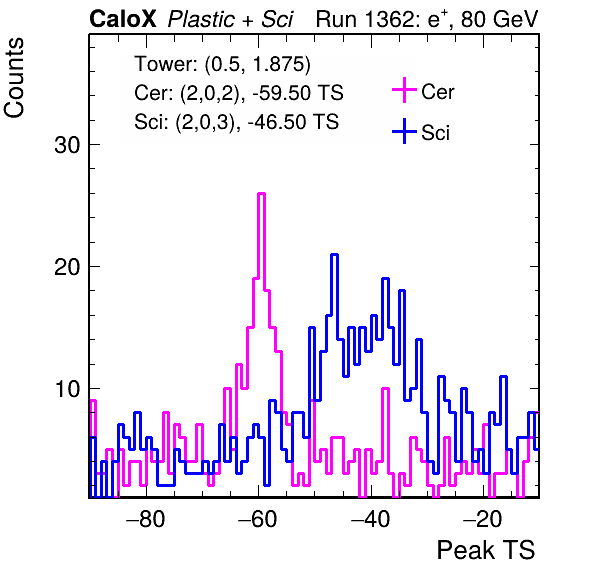 CaloX Plastic + Sci Run 1362: e+, 80 GeV
Counts
Tower: (0.5, 1.875)
Cer: (2,0,2), -59.50 TS
Sci: (2,0,3), -46.50 TS
Cer
Sci
30
20
10
−80 −60 −40 −20
Peak TS